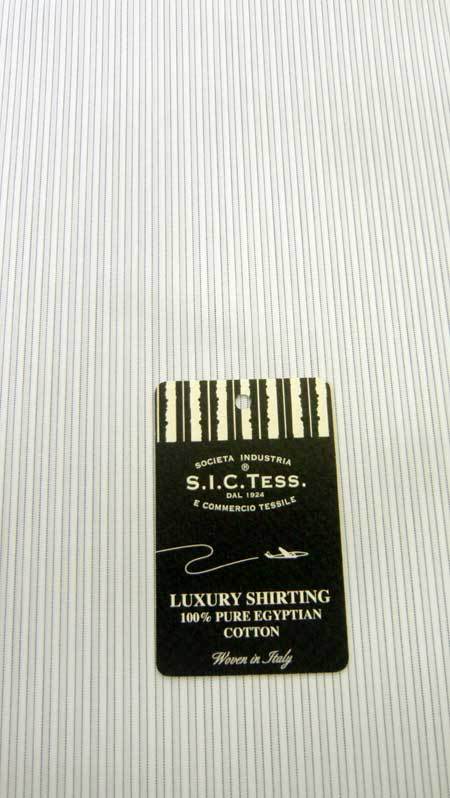 SOCIETA INDUSTRIA
®
S.I.C.TESS.
DAL 1924
E COMMERCIO TESSILE
LUXURY SHIRTING
100% PURE EGYPTIAN
COTTON
Woven in Italy